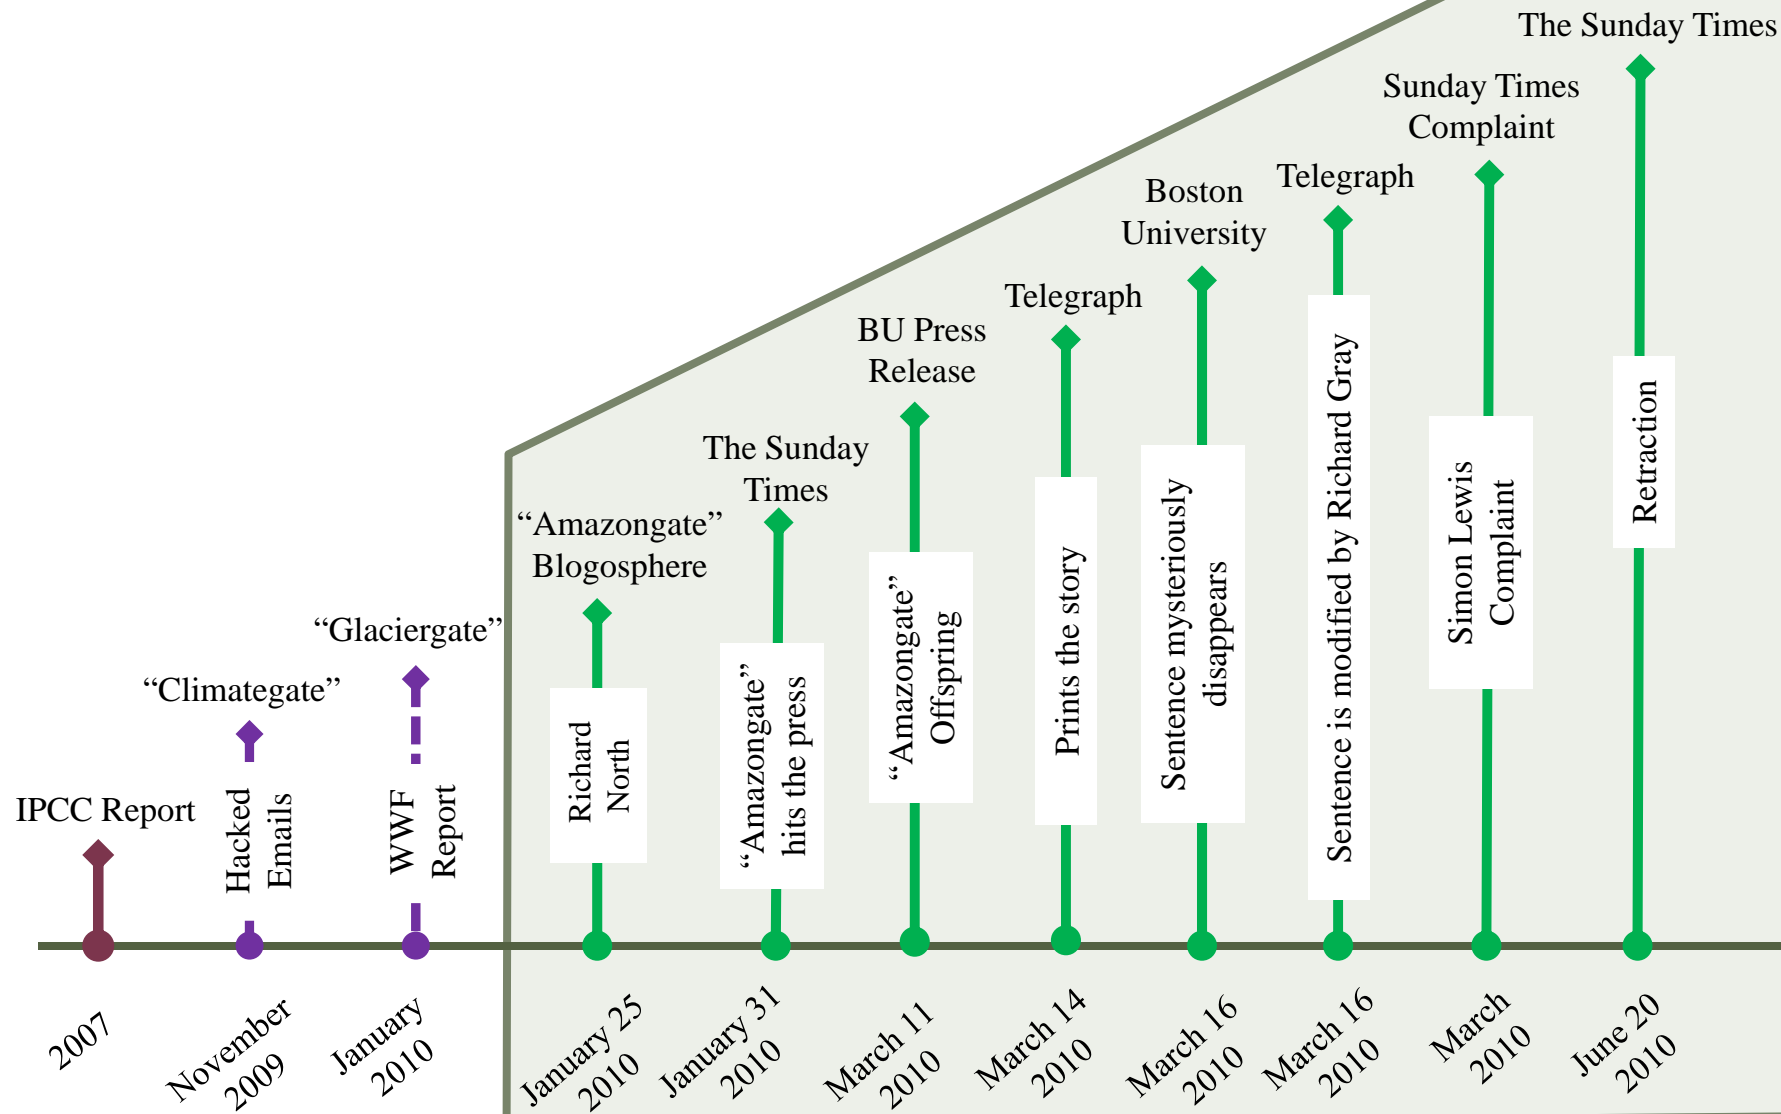 IPCC Report
2007
“Climategate”
Hacked
Emails
November
2009
“Glaciergate”
WWF
Report
January
2010
“Amazongate”
Blogosphere
Richard
North
January 25
2010
The Sunday
Times
“Amazongate”
hits the press
January 31
2010
BU Press
Release
“Amazongate”
Offspring
March 11
2010
Telegraph
Prints the story
March 14
2010
Boston
University
Sentence mysteriously
disappears
March 16
2010
Telegraph
Sentence is modified by Richard Gray
March 16
2010
Sunday Times
Complaint
Simon Lewis
Complaint
March
2010
The Sunday Times
Retraction
June 20
2010